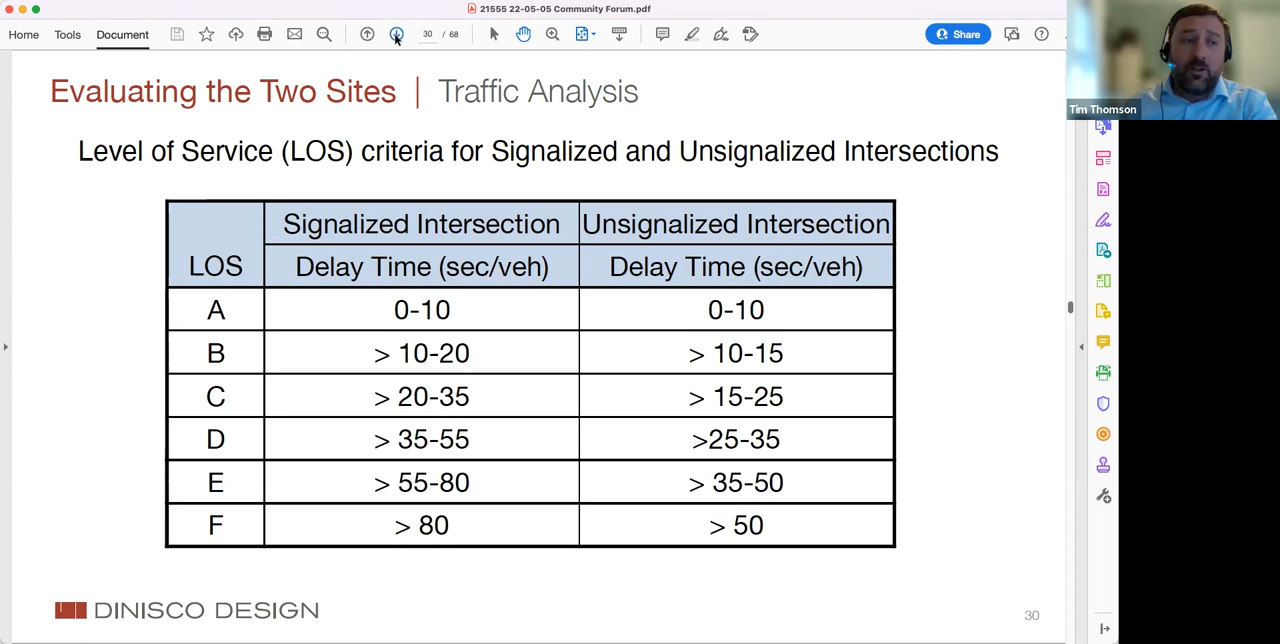 21555 22-05-05 Community Forum.pdf
Home Tools Document 30 / 68 Share
Tim Thomson
Evaluating the Two Sites | Traffic Analysis
Level of Service (LOS) criteria for Signalized and Unsignalized Intersections
LOS Signalized Intersection Unsignalized Intersection
Delay Time (sec/veh) Delay Time (sec/veh)
A 0-10 0-10
B > 10-20 > 10-15
C > 20-35 > 15-25
D > 35-55 >25-35
E > 55-80 > 35-50
F > 80 > 50
DINISCO DESIGN
30